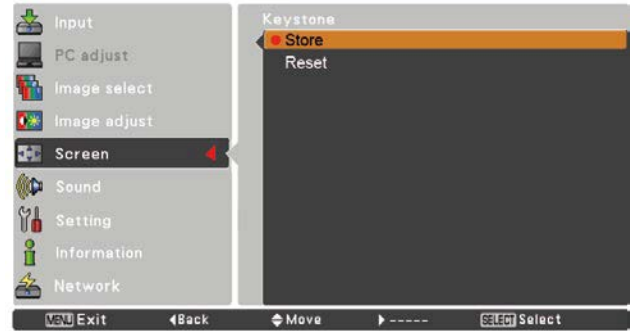 Input
PC adjust
Image select
Image adjust
Screen
Sound
Setting
Information
Network
Keystone
Store
Reset
MENU Exit ◀Back Move ▶----- SELECT Select